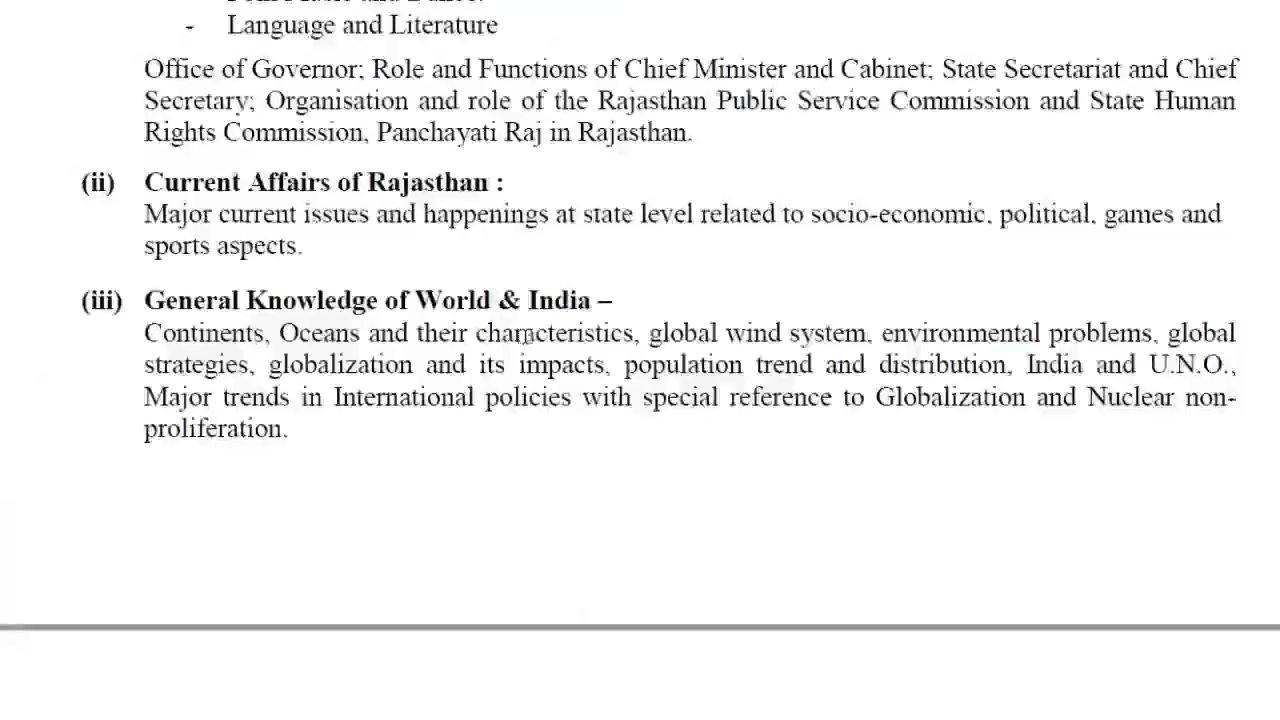 - Language and Literature
Office of Governor; Role and Functions of Chief Minister and Cabinet; State Secretariat and Chief
Secretary; Organisation and role of the Rajasthan Public Service Commission and State Human
Rights Commission, Panchayati Raj in Rajasthan.
(ii) Current Affairs of Rajasthan :
Major current issues and happenings at state level related to socio-economic, political, games and
sports aspects.
(iii) General Knowledge of World & India –
Continents, Oceans and their characteristics, global wind system, environmental problems, global
strategies, globalization and its impacts, population trend and distribution, India and U.N.O.,
Major trends in International policies with special reference to Globalization and Nuclear non-
proliferation.